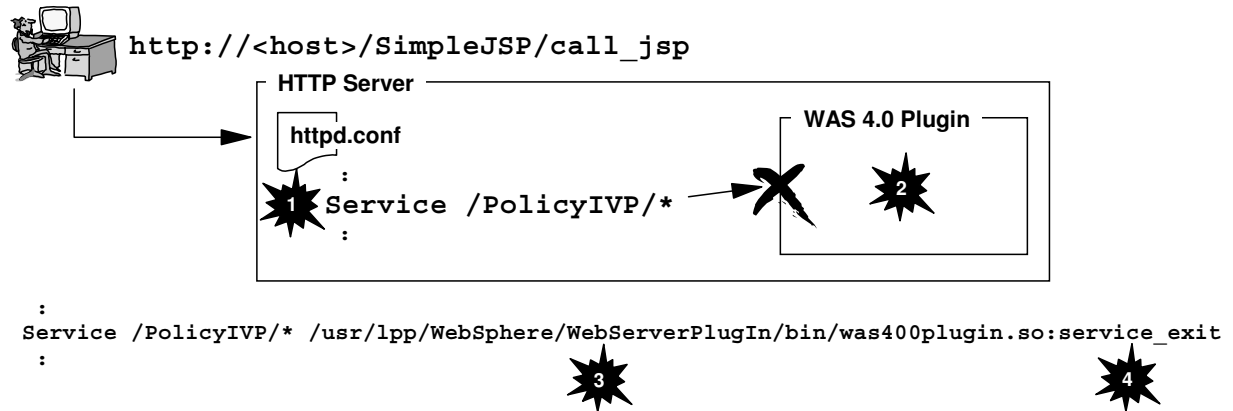 http://<host>/SimpleJSP/call_jsp
HTTP Server
httpd.conf
WAS 4.0 Plugin
:
1 Service /PolicyIVP/*
2
:
:
Service /PolicyIVP/* /usr/lpp/WebSphere/WebServerPlugIn/bin/was400plugin.so:service_exit
:
3
4